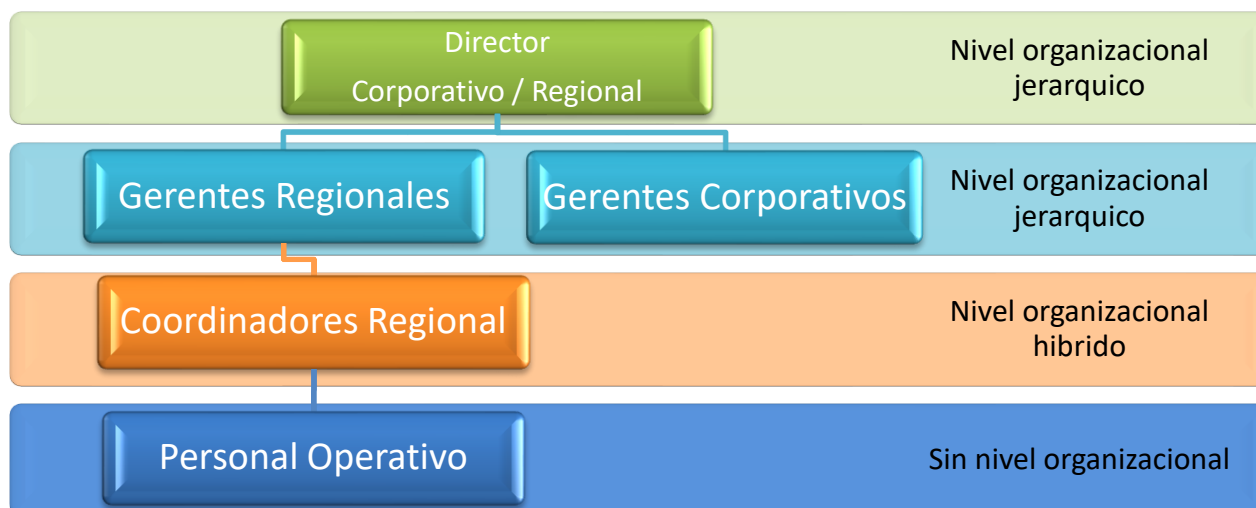 Director
Corporativo / Regional
Nivel organizacional
jerarquico
Gerentes Regionales
Gerentes Corporativos
Nivel organizacional
jerarquico
Coordinadores Regional
Nivel organizacional
hibrido
Personal Operativo
Sin nivel organizacional